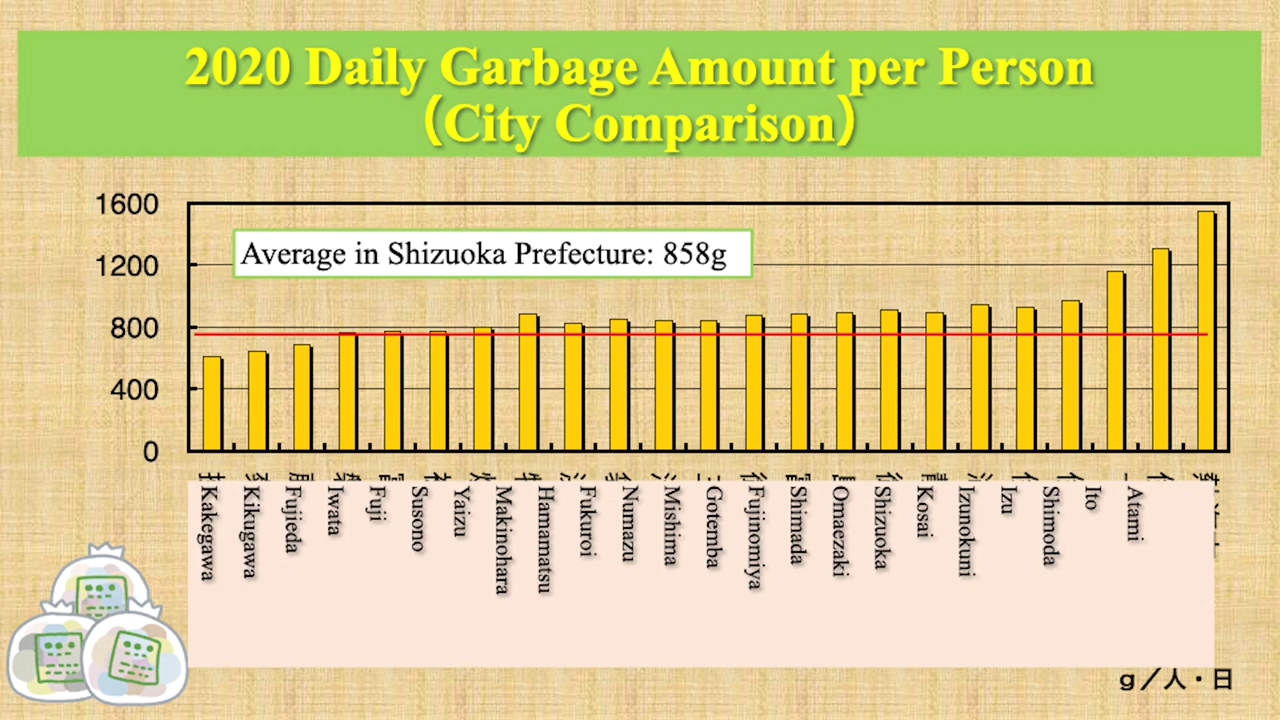 2020 Daily Garbage Amount per Person
(City Comparison)
1600
1200
800
400
0
Average in Shizuoka Prefecture: 858g
Kakegawa
Kikugawa
Fujieda
Iwata
Fuji
Susono
Yaizu
Makinohara
Hamamatsu
Fukuroi
Numazu
Mishima
Gotemba
Fujinomiya
Shimada
Omaezaki
Shizuoka
Kosai
Izunokuni
Izu
Shimoda
Ito
Atami
g/人・日